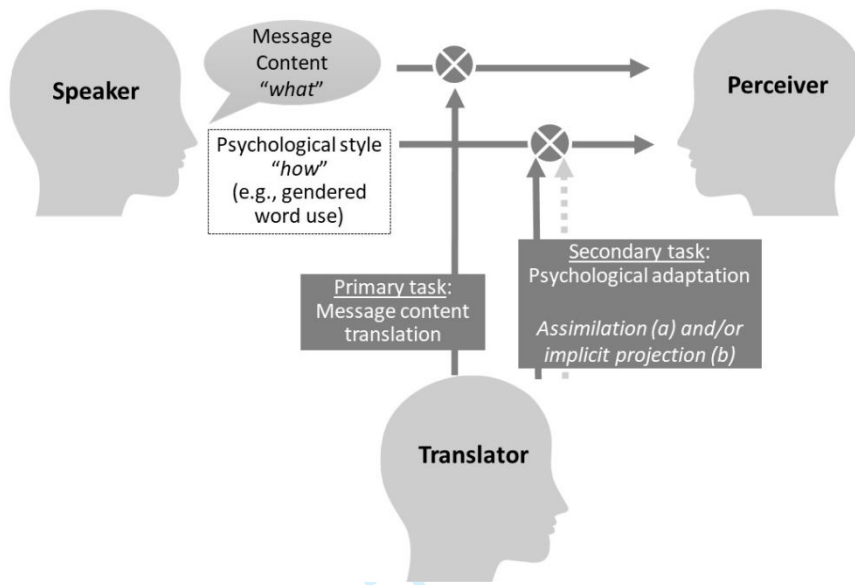 Speaker
Message
Content
“what”
Perceiver
Psychological style
“how”
(e.g., gendered
word use)
Primary task:
Message content
translation
Secondary task:
Psychological adaptation
Assimilation (a) and/or
implicit projection (b)
Translator